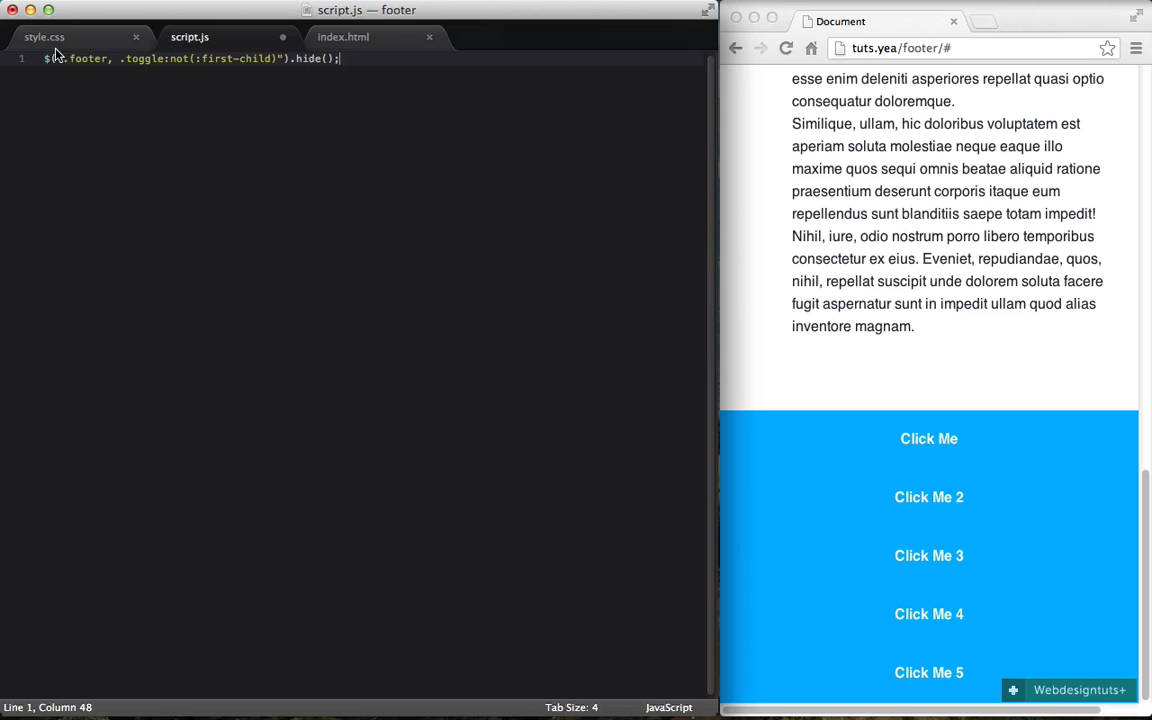 script.js — footer
style.css
script.js
index.html
1 $(".footer, .toggle:not(:first-child)").hide();
Line 1, Column 48
Tab Size: 4
JavaScript
Document
tuts.yea/footer/#
esse enim deleniti asperiores repellat quasi optio
consequatur doloremque.
Similique, ullam, hic doloribus voluptatem est
aperiam soluta molestiae neque eaque illo
maxime quos sequi omnis beatae aliquid ratione
praesentium deserunt corporis itaque eum
repellendus sunt blanditiis saepe totam impedit!
Nihil, iure, odio nostrum porro libero temporibus
consectetur ex eius. Eveniet, repudiandae, quos,
nihil, repellat suscipit unde dolorem soluta facere
fugit aspernatur sunt in impedit ullam quod alias
inventore magnam.
Click Me
Click Me 2
Click Me 3
Click Me 4
Click Me 5
Webdesigntuts+